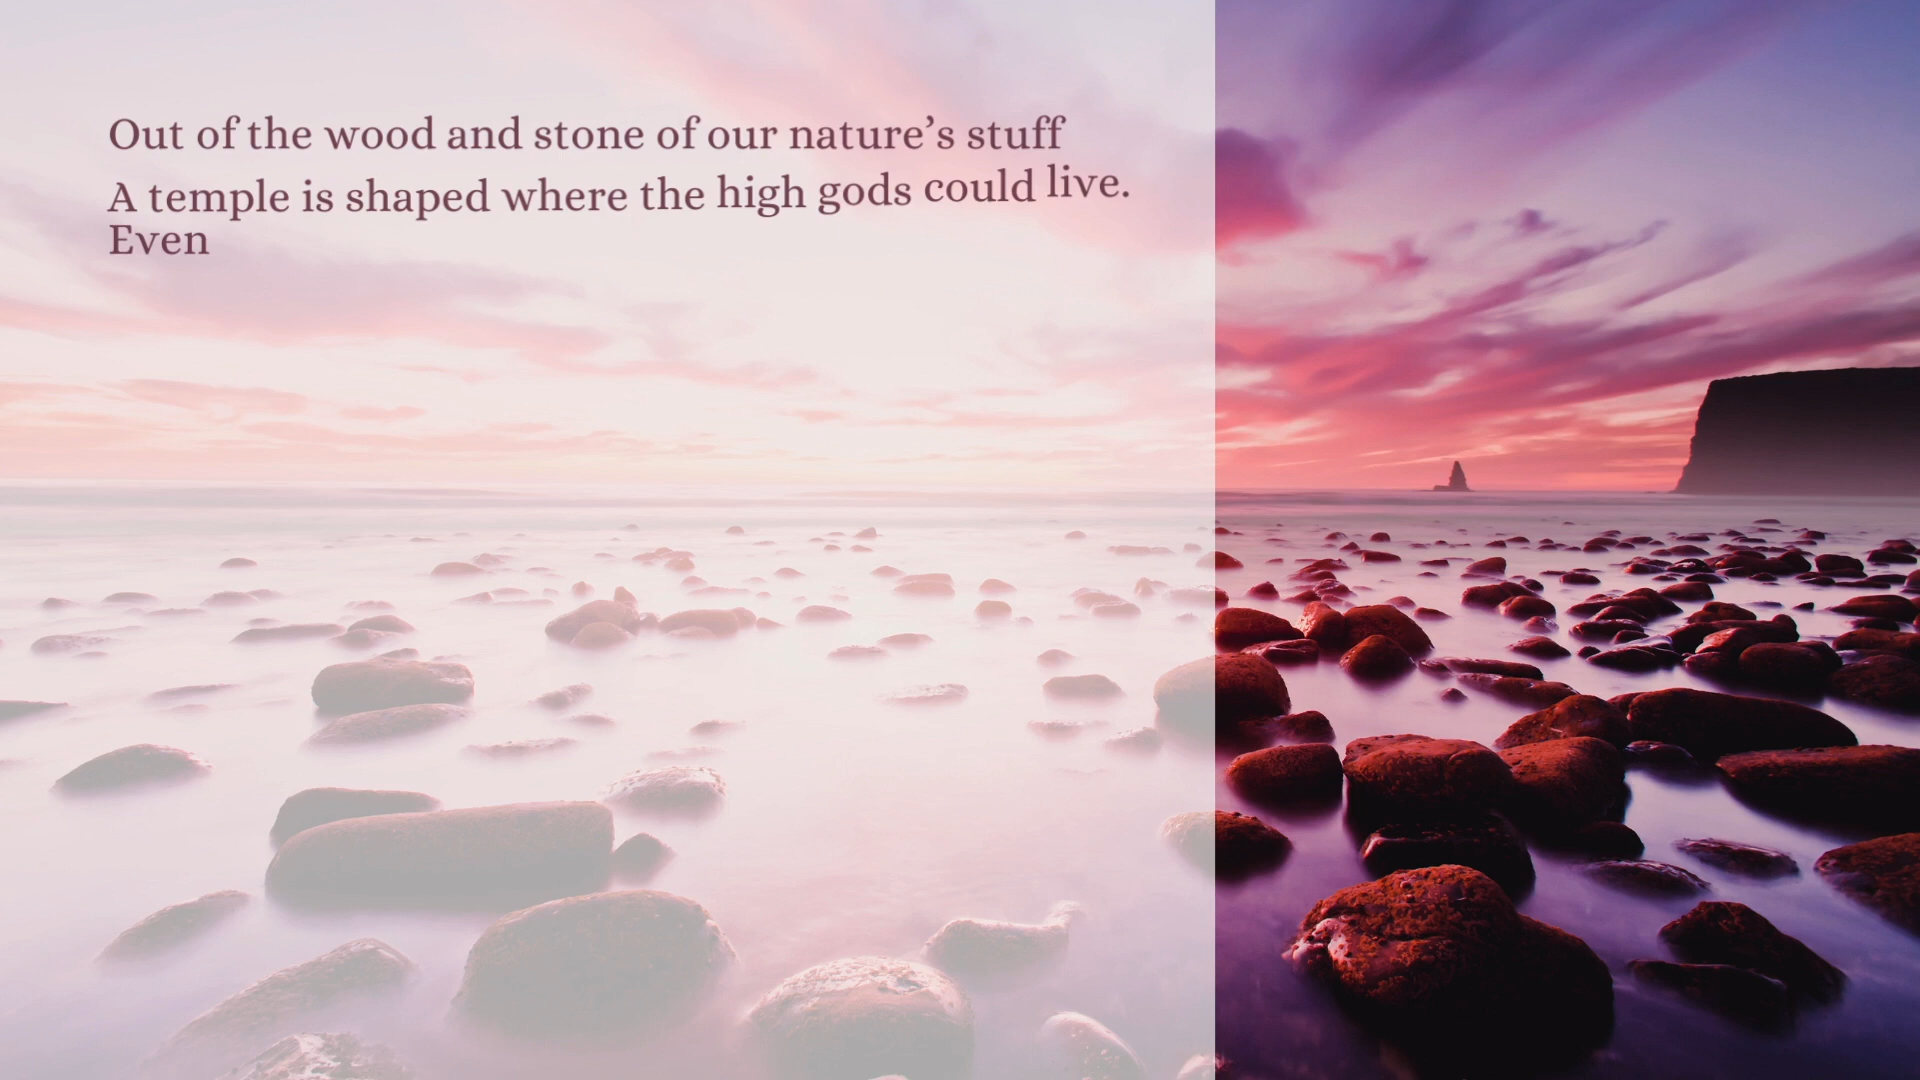 Out of the wood and stone of our nature’s stuff
A temple is shaped where the high gods could live.
Even